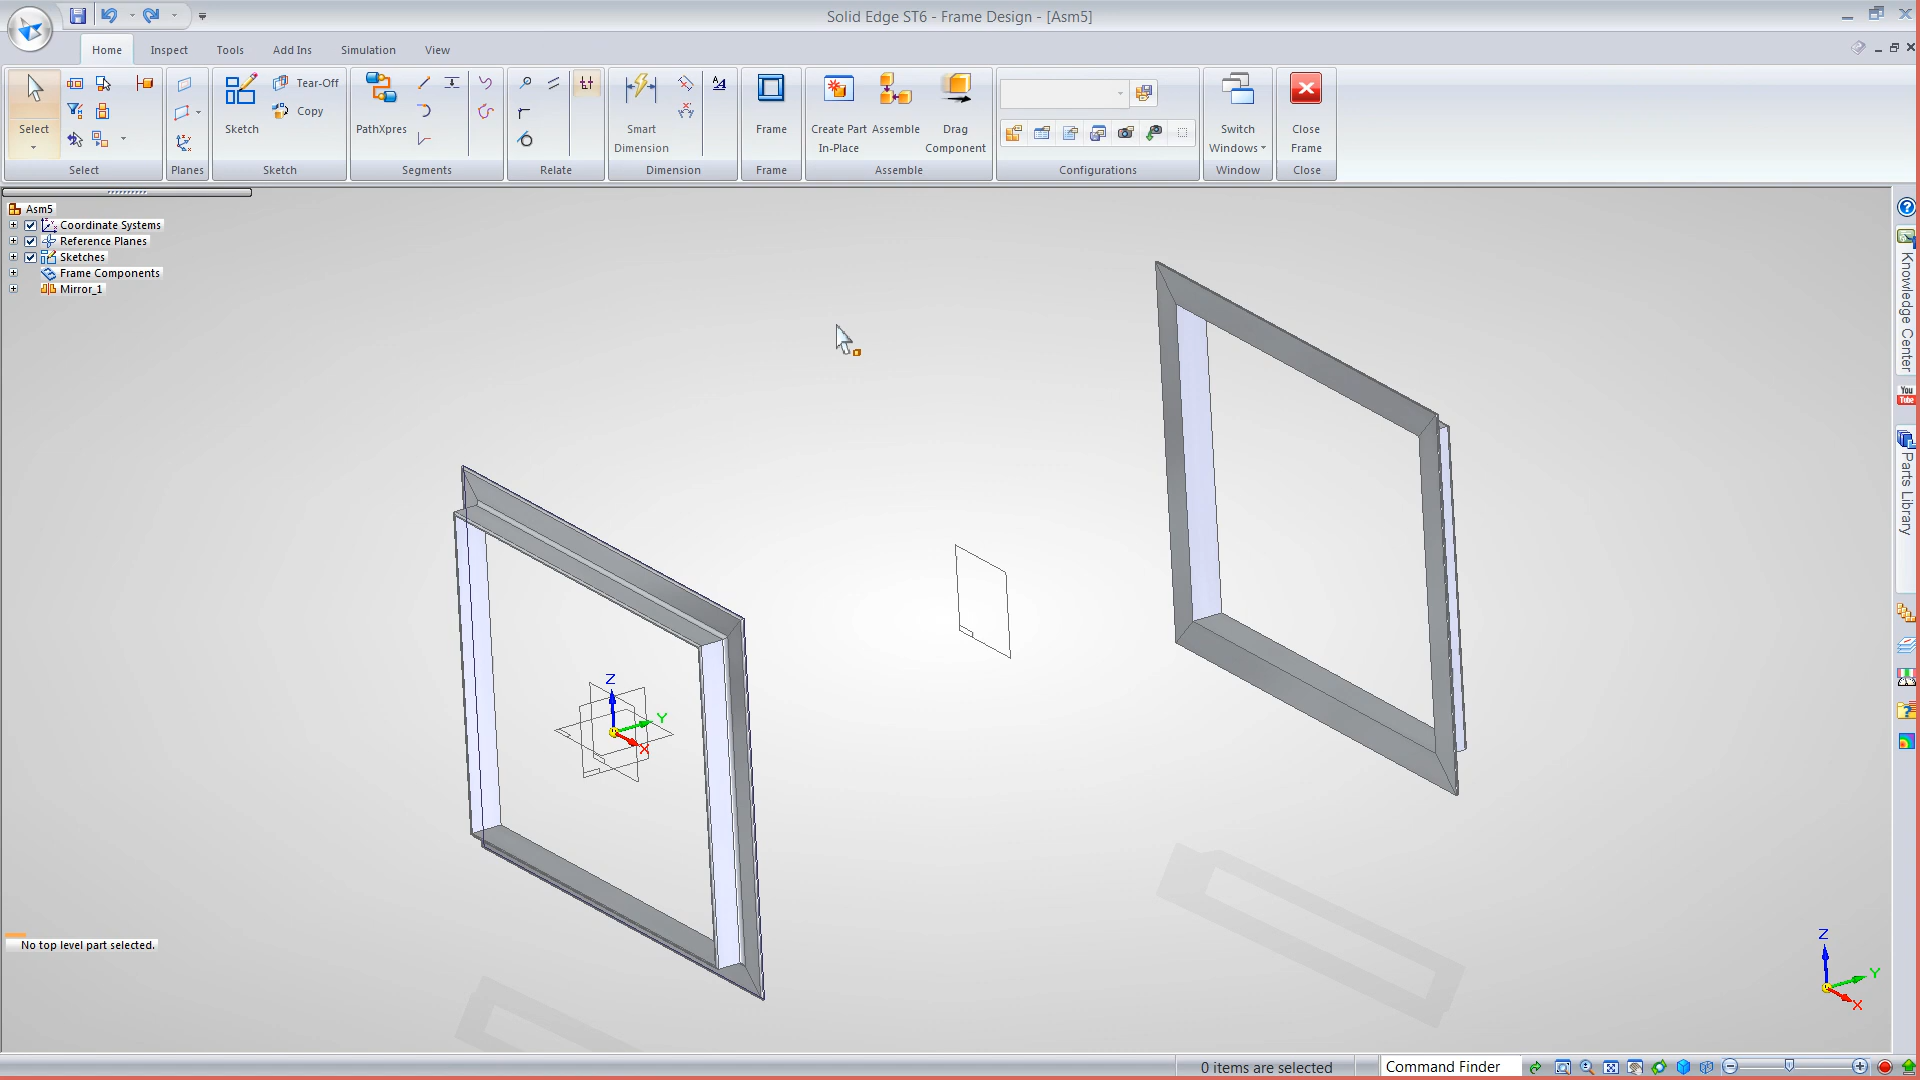 Solid Edge ST6 - Frame Design - [Asm5]
Home Inspect Tools Add Ins Simulation View
Select
Sketch
Tear-Off
Copy
PathXpres
Smart
Dimension
Frame
Create Part
In-Place
Assemble
Drag
Component
Switch
Windows
Close
Frame
Select Planes Sketch Segments Relate Dimension Frame Assemble Configurations Window Close
Asm5
Coordinate Systems
Reference Planes
Sketches
Frame Components
Mirror_1
Knowledge Center
You
Tube
Parts Library
Z
Y
X
No top level part selected.
Z
Y
X
0 items are selected
Command Finder